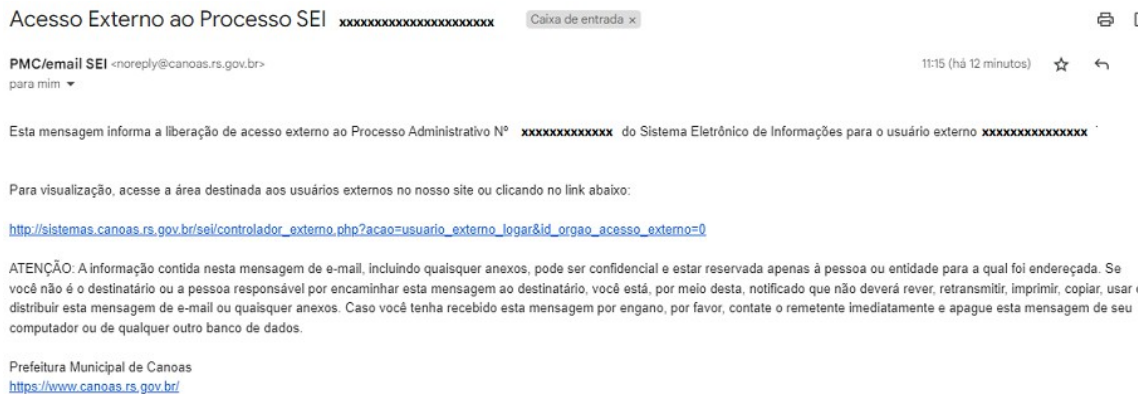 Acesso Externo ao Processo SEI xxxxxxxxxxxxxxxxxxxxxx Caixa de entrada ×
PMC/email SEI <noreply@canoas.rs.gov.br> 11:15 (há 12 minutos)
para mim
Esta mensagem informa a liberação de acesso externo ao Processo Administrativo Nº xxxxxxxxxxxxx do Sistema Eletrônico de Informações para o usuário externo xxxxxxxxxxxxxxx
Para visualização, acesse a área destinada aos usuários externos no nosso site ou clicando no link abaixo:
http://sistemas.canoas.rs.gov.br/sei/controlador_externo.php?acao=usuario_externo_logar&id_orgao_acesso_externo=0
ATENÇÃO: A informação contida nesta mensagem de e-mail, incluindo quaisquer anexos, pode ser confidencial e estar reservada apenas à pessoa ou entidade para a qual foi endereçada. Se
você não é o destinatário ou a pessoa responsável por encaminhar esta mensagem ao destinatário, você está, por meio desta, notificado que não deverá rever, retransmitir, imprimir, copiar, usar
distribuir esta mensagem de e-mail ou quaisquer anexos. Caso você tenha recebido esta mensagem por engano, por favor, contate o remetente imediatamente e apague esta mensagem de seu
computador ou de qualquer outro banco de dados.
Prefeitura Municipal de Canoas
https://www.canoas.rs.gov.br/